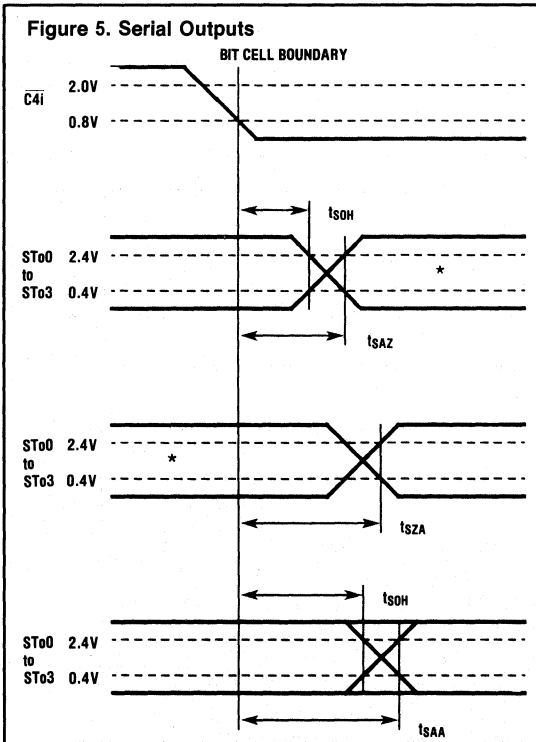 Figure 5. Serial Outputs
BIT CELL BOUNDARY
C4i
2.0V
0.8V
tSOH
STo0 2.4V
to
STo3 0.4V
*
tSAZ
STo0 2.4V
to
STo3 0.4V
*
tSZA
tSOH
STo0 2.4V
to
STo3 0.4V
tSAA